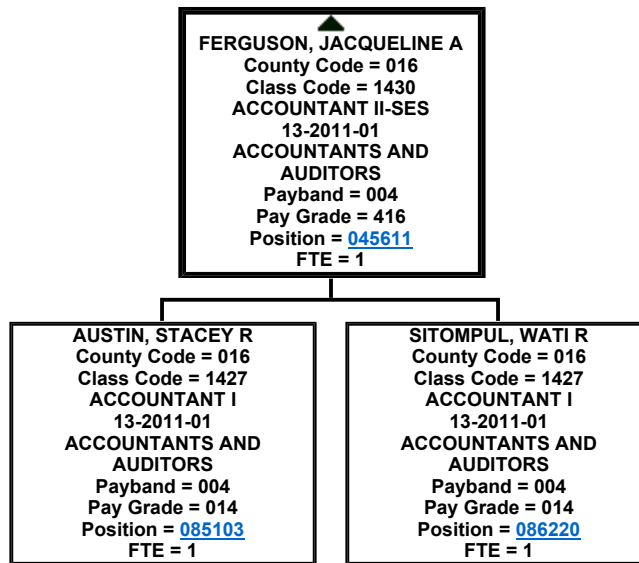 FERGUSON, JACQUELINE A
County Code = 016
Class Code = 1430
ACCOUNTANT II-SES
13-2011-01
ACCOUNTANTS AND
AUDITORS
Payband = 004
Pay Grade = 416
Position = 045611
FTE = 1
AUSTIN, STACEY R
County Code = 016
Class Code = 1427
ACCOUNTANT I
13-2011-01
ACCOUNTANTS AND
AUDITORS
Payband = 004
Pay Grade = 014
Position = 085103
FTE = 1
SITOMPUL, WATI R
County Code = 016
Class Code = 1427
ACCOUNTANT I
13-2011-01
ACCOUNTANTS AND
AUDITORS
Payband = 004
Pay Grade = 014
Position = 086220
FTE = 1